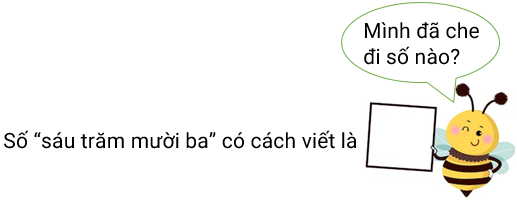 Mình đã che
đi số nào?
Số “sáu trăm mười ba” có cách viết là